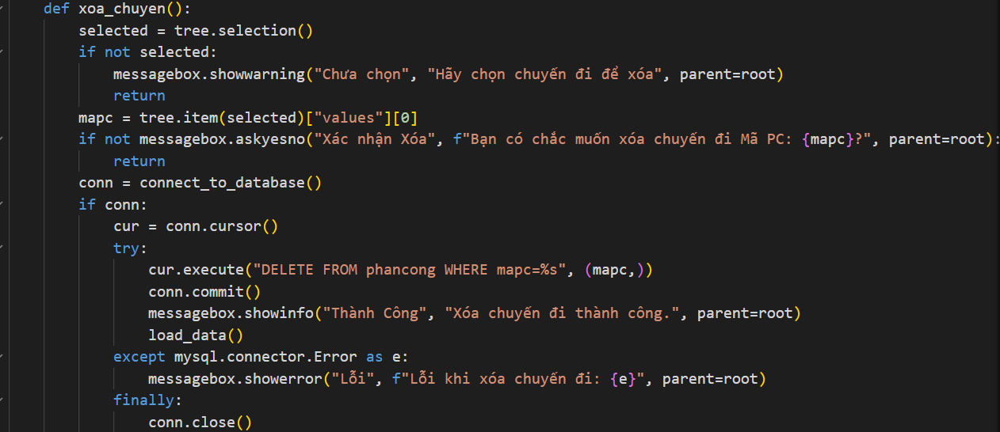 def xoa_chuyen():
selected = tree.selection()
if not selected:
messagebox.showwarning("Chưa chọn", "Hãy chọn chuyến đi để xóa", parent=root)
return
mapc = tree.item(selected)["values"][0]
if not messagebox.askyesno("Xác nhận Xóa", f"Bạn có chắc muốn xóa chuyến đi Mã PC: {mapc}?", parent=root):
return
conn = connect_to_database()
if conn:
cur = conn.cursor()
try:
cur.execute("DELETE FROM phancong WHERE mapc=%s", (mapc,))
conn.commit()
messagebox.showinfo("Thành Công", "Xóa chuyến đi thành công.", parent=root)
load_data()
except mysql.connector.Error as e:
messagebox.showerror("Lỗi", f"Lỗi khi xóa chuyến đi: {e}", parent=root)
finally:
conn.close()